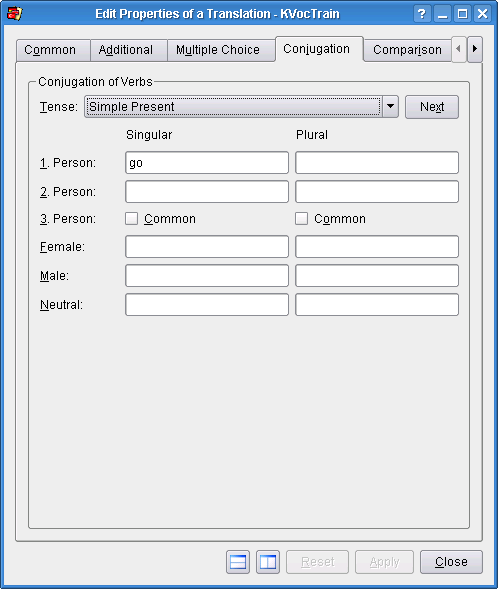 Edit Properties of a Translation - KVocTrain
Common Additional Multiple Choice Conjugation Comparison
Conjugation of Verbs
Tense: Simple Present Next
Singular Plural
1. Person: go
2. Person:
3. Person: Common Common
Female:
Male:
Neutral:
Reset Apply Close